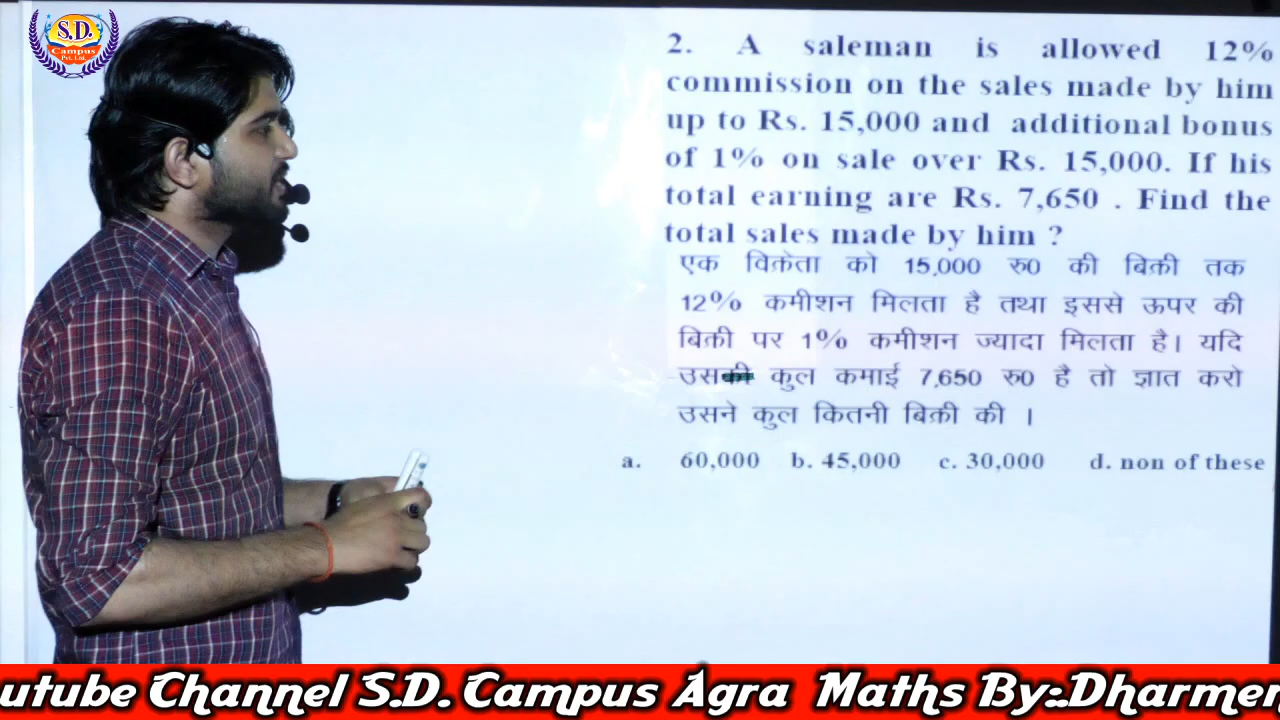 S.D.
Campus
Pvt. Ltd.
2. A saleman is allowed 12%
commission on the sales made by him
up to Rs. 15,000 and additional bonus
of 1% on sale over Rs. 15,000. If his
total earning are Rs. 7,650 . Find the
total sales made by him ?
एक विक्रेता को 15,000 रु0 की बिक्री तक
12% कमीशन मिलता है तथा इससे ऊपर की
बिक्री पर 1% कमीशन ज्यादा मिलता है। यदि
उसकी कुल कमाई 7,650 रु0 है तो ज्ञात करो
उसने कुल कितनी बिक्री की ।
a. 60,000 b. 45,000 c. 30,000 d. non of these
utube Channel S.D. Campus Agra Maths By:.Dharmen